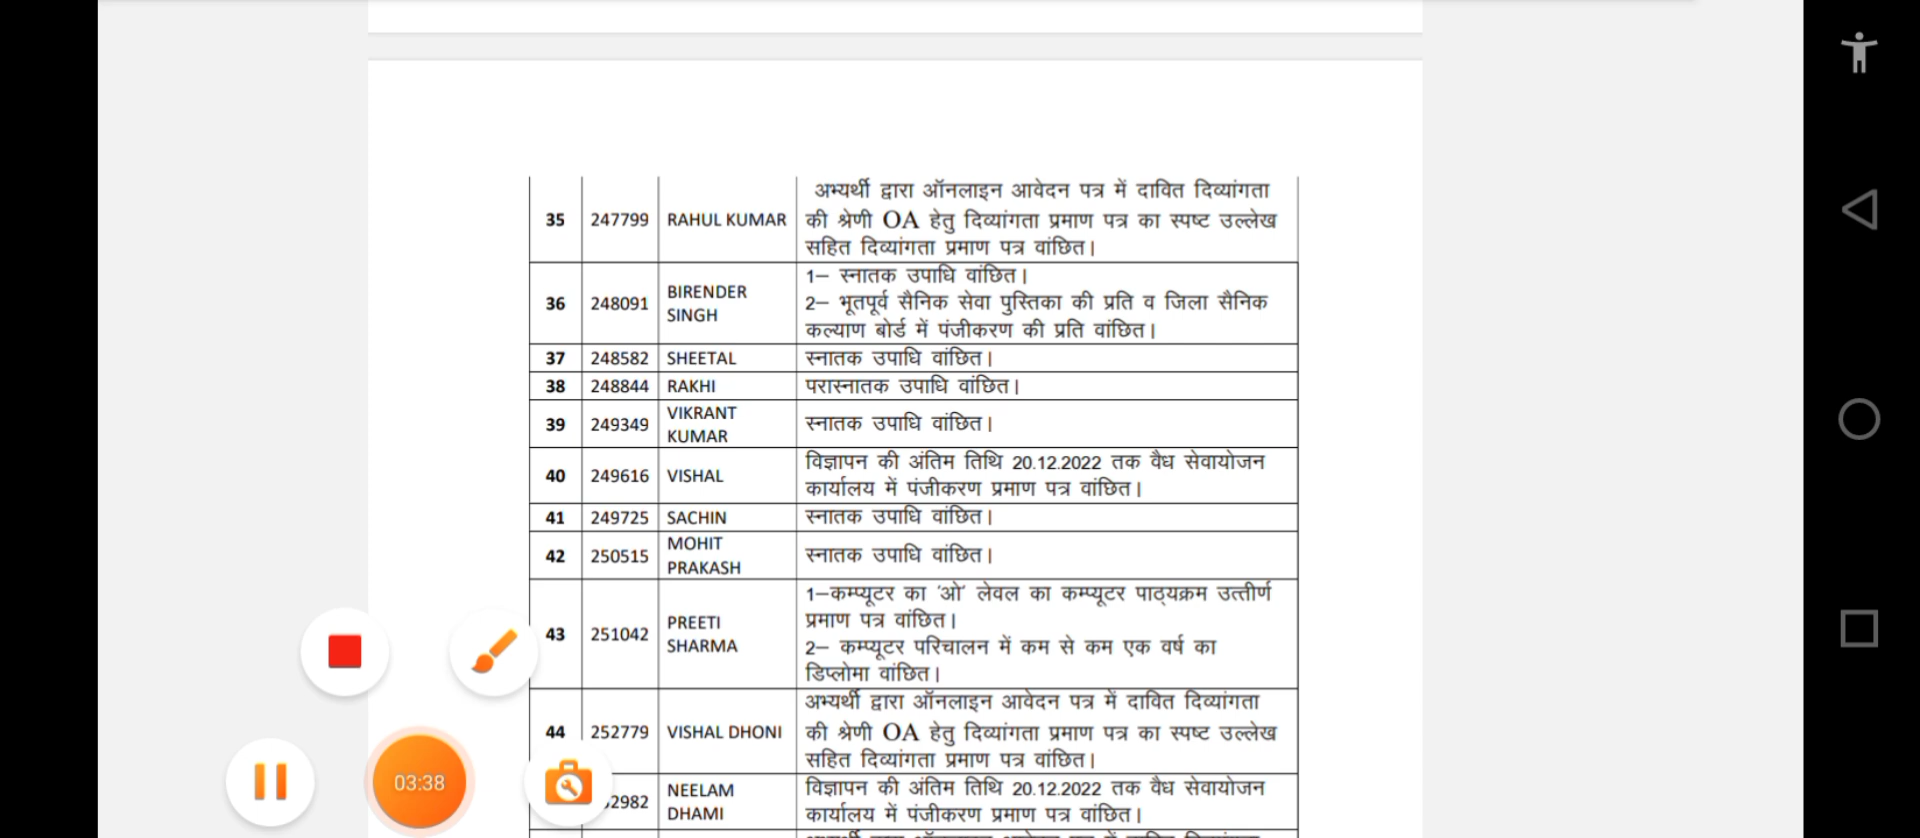 अभ्यर्थी द्वारा ऑनलाइन आवेदन पत्र में दावित दिव्यांगता
35 247799 RAHUL KUMAR की श्रेणी OA हेतु दिव्यांगता प्रमाण पत्र का स्पष्ट उल्लेख
सहित दिव्यांगता प्रमाण पत्र वांछित।
1– स्नातक उपाधि वांछित।
36 248091 BIRENDER SINGH 2– भूतपूर्व सैनिक सेवा पुस्तिका की प्रति व जिला सैनिक
कल्याण बोर्ड में पंजीकरण की प्रति वांछित।
37 248582 SHEETAL स्नातक उपाधि वांछित।
38 248844 RAKHI परास्नातक उपाधि वांछित।
39 249349 VIKRANT KUMAR स्नातक उपाधि वांछित।
40 249616 VISHAL विज्ञापन की अंतिम तिथि 20.12.2022 तक वैध सेवायोजन
कार्यालय में पंजीकरण प्रमाण पत्र वांछित।
41 249725 SACHIN स्नातक उपाधि वांछित।
42 250515 MOHIT PRAKASH स्नातक उपाधि वांछित।
1–कम्प्यूटर का 'ओ' लेवल का कम्प्यूटर पाठ्यक्रम उत्तीर्ण
43 251042 PREETI SHARMA प्रमाण पत्र वांछित।
2– कम्प्यूटर परिचालन में कम से कम एक वर्ष का
डिप्लोमा वांछित।
अभ्यर्थी द्वारा ऑनलाइन आवेदन पत्र में दावित दिव्यांगता
44 252779 VISHAL DHONI की श्रेणी OA हेतु दिव्यांगता प्रमाण पत्र का स्पष्ट उल्लेख
सहित दिव्यांगता प्रमाण पत्र वांछित।
2982 NEELAM DHAMI विज्ञापन की अंतिम तिथि 20.12.2022 तक वैध सेवायोजन
कार्यालय में पंजीकरण प्रमाण पत्र वांछित।
03:38